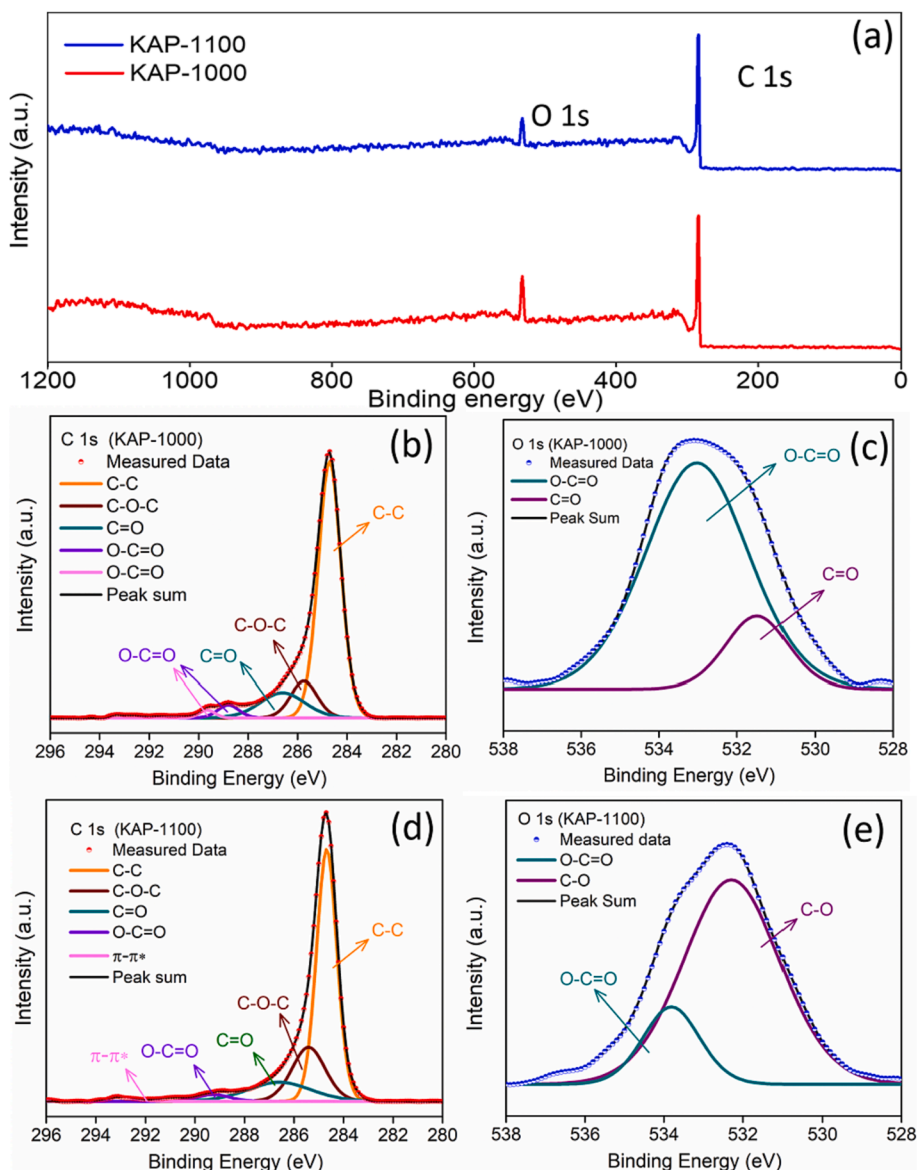 (a)
KAP-1100
KAP-1000
O 1s
C 1s
Intensity (a.u.)
1200 1000 800 600 400 200 0
Binding energy (eV)
(b)
C 1s (KAP-1000)
Measured Data
C-C
C-O-C
C=O
O-C=O
O-C=O
Peak sum
C-C
C-O-C
C=O
O-C=O
Intensity (a.u.)
296 294 292 290 288 286 284 282 280
Binding Energy (eV)
(c)
O 1s (KAP-1000)
Measured Data
O-C=O
C=O
Peak Sum
O-C=O
C=O
Intensity (a.u.)
538 536 534 532 530 528
Binding Energy (eV)
(d)
C 1s (KAP-1100)
Measured Data
C-C
C-O-C
C=O
O-C=O
π-π*
Peak sum
C-C
C-O-C
C=O
O-C=O
π-π*
Intensity (a.u.)
296 294 292 290 288 286 284 282 280
Binding Energy (eV)
(e)
O 1s (KAP-1100)
Measured data
O-C=O
C-O
Peak Sum
C-O
O-C=O
Intensity (a.u.)
538 536 534 532 530 528
Binding Energy (eV)